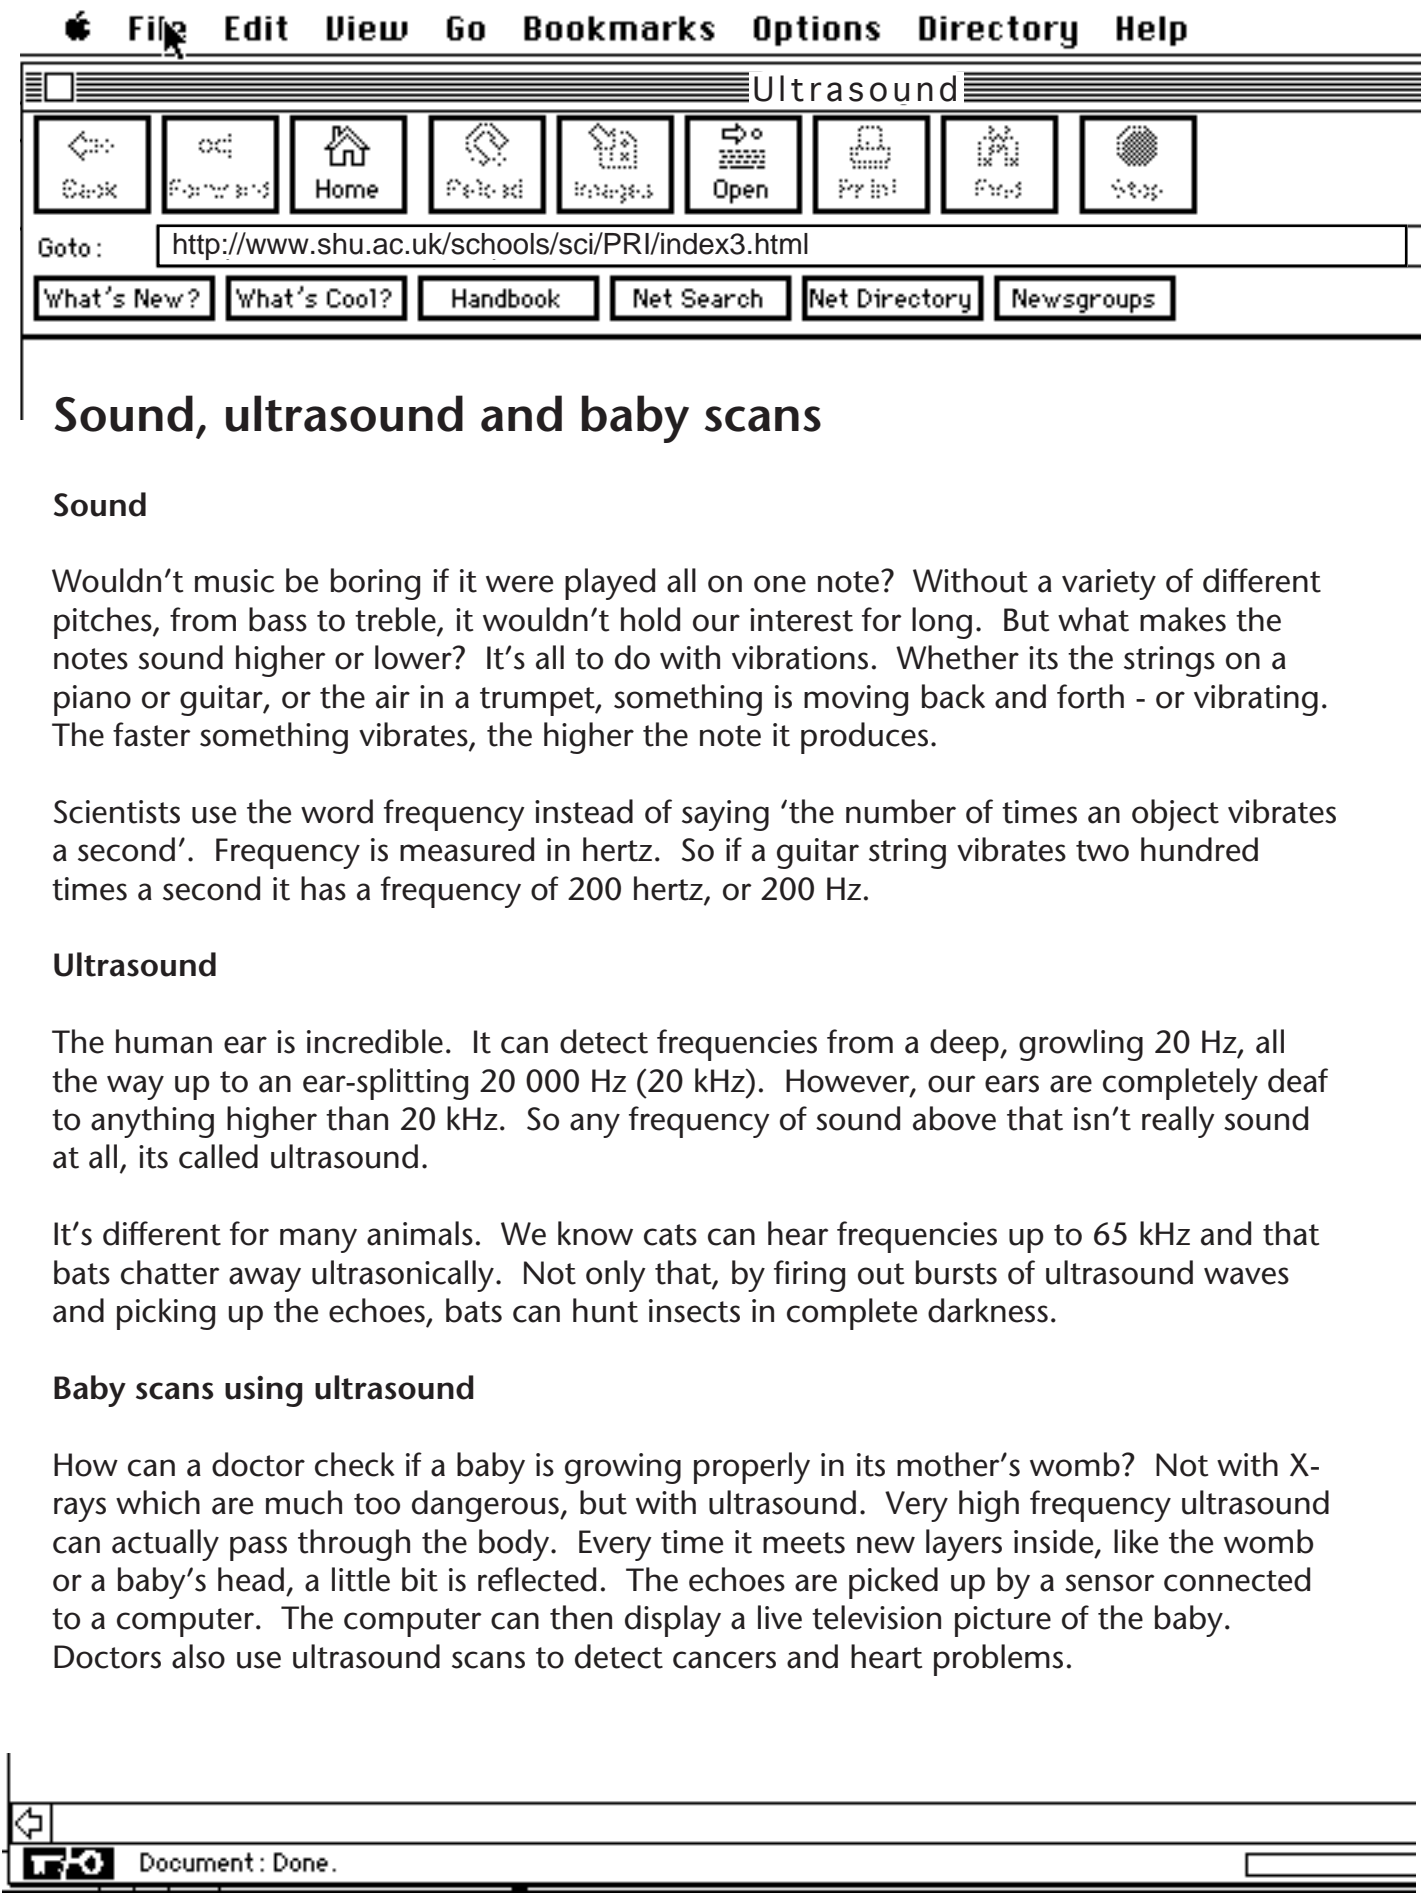 File Edit View Go Bookmarks Options Directory Help
Ultrasound
Back Forward Home Reload Images Open Print Find Stop
Goto: http://www.shu.ac.uk/schools/sci/PRI/index3.html
What's New? What's Cool? Handbook Net Search Net Directory Newsgroups
Sound, ultrasound and baby scans
Sound
Wouldn't music be boring if it were played all on one note? Without a variety of different
pitches, from bass to treble, it wouldn't hold our interest for long. But what makes the
notes sound higher or lower? It's all to do with vibrations. Whether its the strings on a
piano or guitar, or the air in a trumpet, something is moving back and forth - or vibrating.
The faster something vibrates, the higher the note it produces.
Scientists use the word frequency instead of saying ‘the number of times an object vibrates
a second’. Frequency is measured in hertz. So if a guitar string vibrates two hundred
times a second it has a frequency of 200 hertz, or 200 Hz.
Ultrasound
The human ear is incredible. It can detect frequencies from a deep, growling 20 Hz, all
the way up to an ear-splitting 20 000 Hz (20 kHz). However, our ears are completely deaf
to anything higher than 20 kHz. So any frequency of sound above that isn't really sound
at all, its called ultrasound.
It's different for many animals. We know cats can hear frequencies up to 65 kHz and that
bats chatter away ultrasonically. Not only that, by firing out bursts of ultrasound waves
and picking up the echoes, bats can hunt insects in complete darkness.
Baby scans using ultrasound
How can a doctor check if a baby is growing properly in its mother's womb? Not with X-
rays which are much too dangerous, but with ultrasound. Very high frequency ultrasound
can actually pass through the body. Every time it meets new layers inside, like the womb
or a baby's head, a little bit is reflected. The echoes are picked up by a sensor connected
to a computer. The computer can then display a live television picture of the baby.
Doctors also use ultrasound scans to detect cancers and heart problems.
Document: Done.